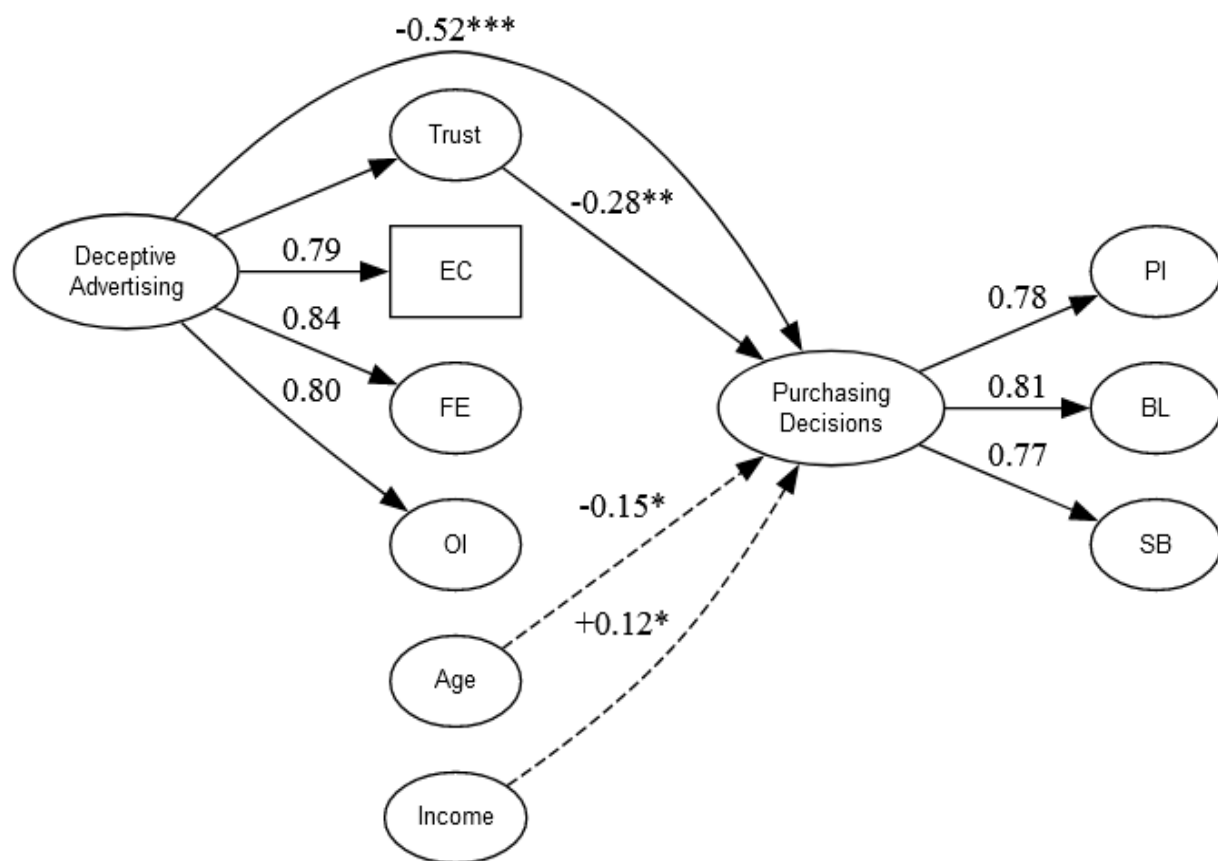 -0.52***
Trust
-0.28**
Deceptive
Advertising
0.79
EC
PI
0.78
0.84
0.80
FE
Purchasing
Decisions
0.81
BL
0.77
-0.15*
OI
SB
+0.12*
Age
Income